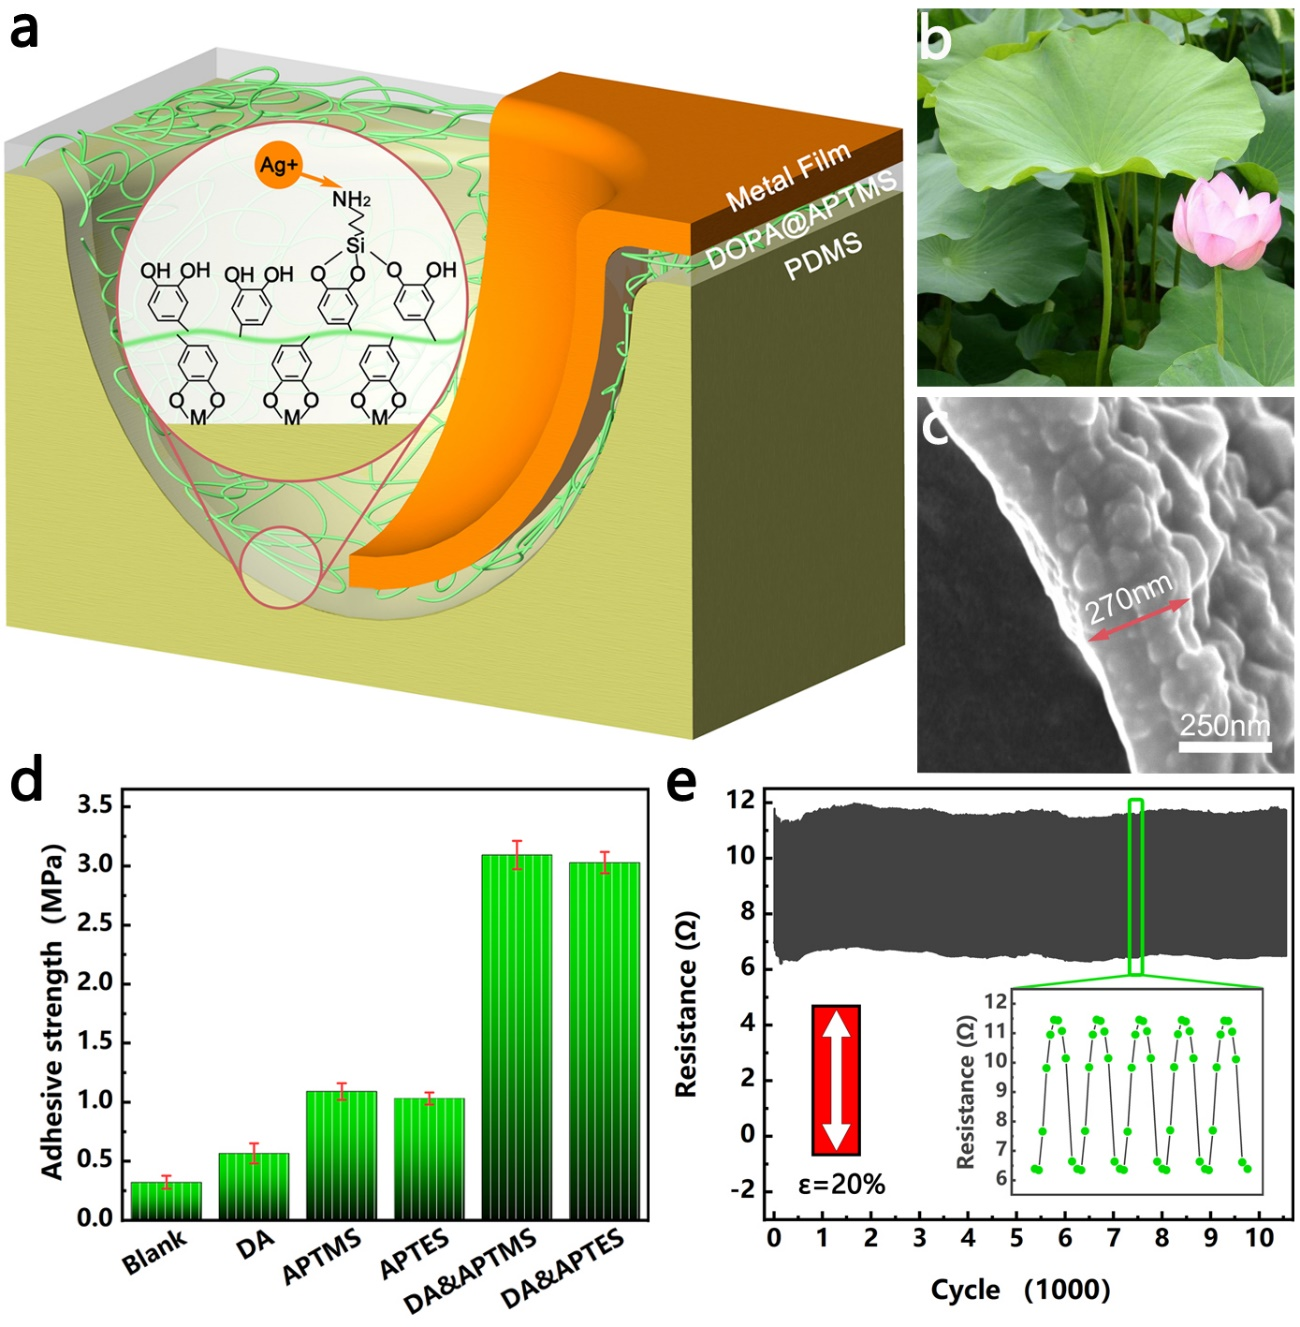 a
Ag+
NH2
Si
OH OH OH OH O O O OH
O O O O O O
M M M
Metal Film
DOPA@APTMS
PDMS
b
c
270nm
250nm
d
Adhesive strength (MPa)
3.5
3.0
2.5
2.0
1.5
1.0
0.5
0.0
Blank
DA
APTMS
APTES
DA&APTMS
DA&APTES
e
Resistance (Ω)
12
10
8
6
4
2
0
-2
ε=20%
Resistance (Ω)
12
11
10
9
8
7
6
0 1 2 3 4 5 6 7 8 9 10
Cycle (1000)